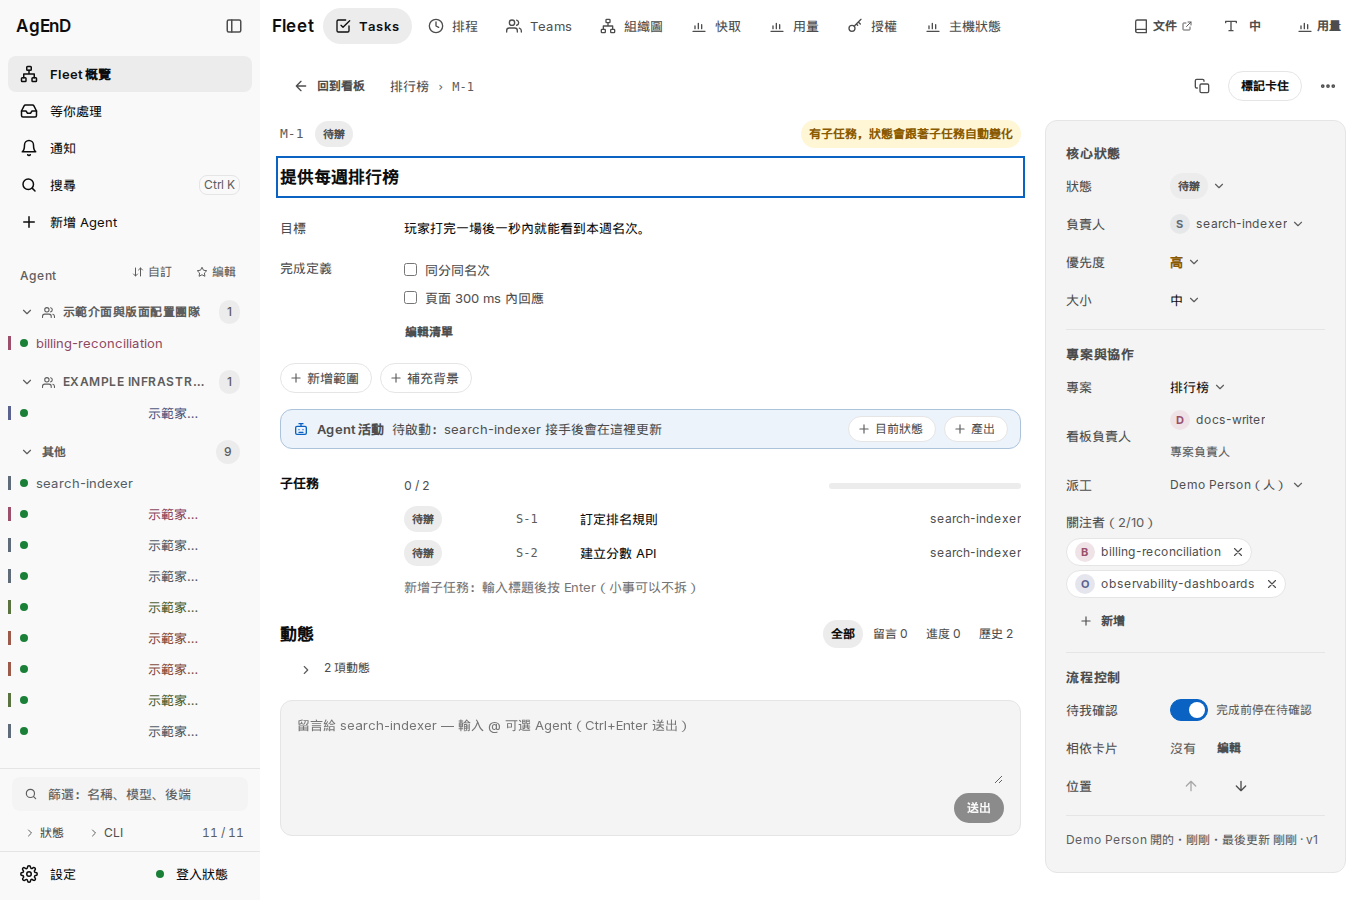 AgEnD
Fleet 概覽
等你處理
通知
搜尋 Ctrl K
新增 Agent
Agent 自訂 編輯
示範介面與版面配置團隊 1
billing-reconciliation
EXAMPLE INFRASTR... 1
示範家...
其他 9
search-indexer
示範家...
示範家...
示範家...
示範家...
示範家...
示範家...
示範家...
示範家...
篩選：名稱、模型、後端
狀態 CLI 11 / 11
設定 登入狀態
Fleet Tasks 排程 Teams 組織圖 快取 用量 授權 主機狀態 文件 中 用量
回到看板 排行榜 › M-1 標記卡住
M-1 待辦 有子任務，狀態會跟著子任務自動變化
提供每週排行榜
目標 玩家打完一場後一秒內就能看到本週名次。
完成定義 同分同名次
頁面 300 ms 內回應
編輯清單
新增範圍 補充背景
Agent 活動 待啟動：search-indexer 接手後會在這裡更新 目前狀態 產出
子任務 0 / 2
待辦 S-1 訂定排名規則 search-indexer
待辦 S-2 建立分數 API search-indexer
新增子任務：輸入標題後按 Enter（小事可以不拆）
動態 全部 留言 0 進度 0 歷史 2
2 項動態
留言給 search-indexer — 輸入 @ 可選 Agent（Ctrl+Enter 送出）
送出
核心狀態
狀態 待辦
負責人 S search-indexer
優先度 高
大小 中
專案與協作
專案 排行榜
看板負責人 D docs-writer
專案負責人
派工 Demo Person（人）
關注者（2/10）
B billing-reconciliation
O observability-dashboards
新增
流程控制
待我確認 完成前停在待確認
相依卡片 沒有 編輯
位置
Demo Person 開的・剛剛・最後更新 剛剛 · v1